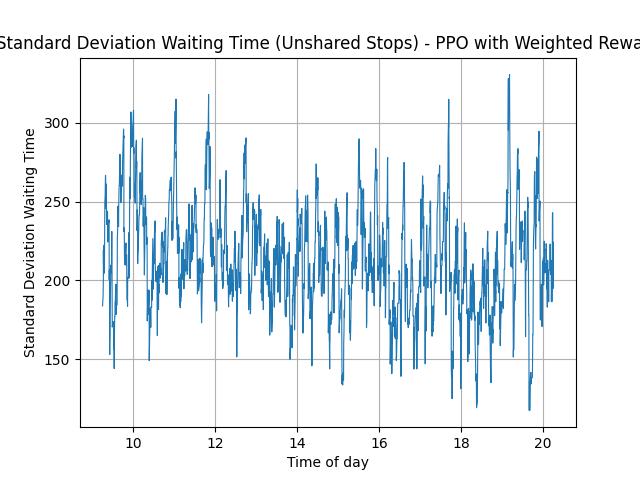 Standard Deviation Waiting Time (Unshared Stops) - PPO with Weighted
Standard Deviation Waiting Time
300
250
200
150
10 12 14 16 18 20
Time of day